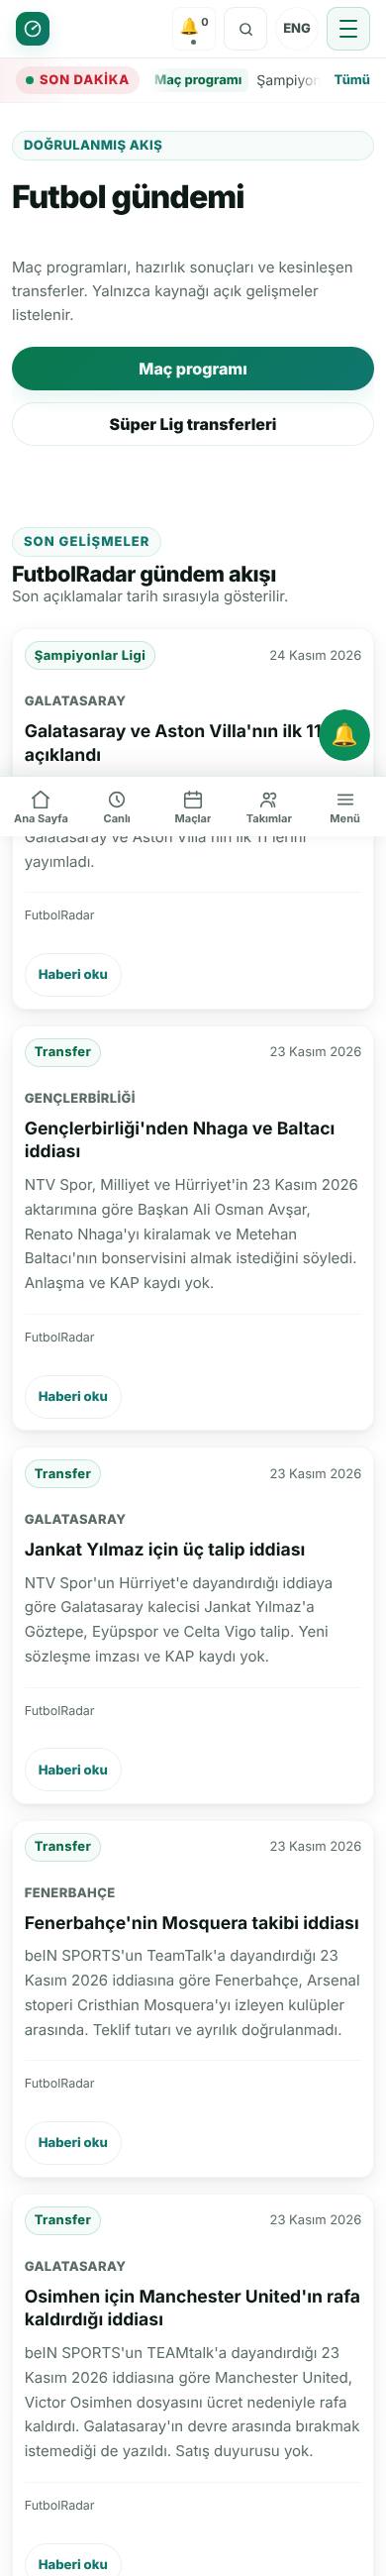 0
ENG
SON DAKİKA
Maç programı
Tümü
DOĞRULANMIŞ AKIŞ
Futbol gündemi
Maç programları, hazırlık sonuçları ve kesinleşen
transferler. Yalnızca kaynağı açık gelişmeler
listelenir.
Maç programı
Süper Lig transferleri
SON GELİŞMELER
FutbolRadar gündem akışı
Son açıklamalar tarih sırasıyla gösterilir.
Şampiyonlar Ligi
24 Kasım 2026
GALATASARAY
Galatasaray ve Aston Villa'nın ilk 11
açıklandı
Ana Sayfa
Canlı
Maçlar
Takımlar
Menü
Galatasaray ve Aston Villa'nın ilk 11'lerini
yayımladı.
FutbolRadar
Haberi oku
Transfer
23 Kasım 2026
GENÇLERBİRLİĞİ
Gençlerbirliği'nden Nhaga ve Baltacı
iddiası
NTV Spor, Milliyet ve Hürriyet'in 23 Kasım 2026
aktarımına göre Başkan Ali Osman Avşar,
Renato Nhaga'yı kiralamak ve Metehan
Baltacı'nın bonservisini almak istediğini söyledi.
Anlaşma ve KAP kaydı yok.
FutbolRadar
Haberi oku
Transfer
23 Kasım 2026
GALATASARAY
Jankat Yılmaz için üç talip iddiası
NTV Spor'un Hürriyet'e dayandırdığı iddiaya
göre Galatasaray kalecisi Jankat Yılmaz'a
Göztepe, Eyüpspor ve Celta Vigo talip. Yeni
sözleşme imzası ve KAP kaydı yok.
FutbolRadar
Haberi oku
Transfer
23 Kasım 2026
FENERBAHÇE
Fenerbahçe'nin Mosquera takibi iddiası
beIN SPORTS'un TeamTalk'a dayandırdığı 23
Kasım 2026 iddiasına göre Fenerbahçe, Arsenal
stoperi Cristhian Mosquera'yı izleyen kulüpler
arasında. Teklif tutarı ve ayrılık doğrulanmadı.
FutbolRadar
Haberi oku
Transfer
23 Kasım 2026
GALATASARAY
Osimhen için Manchester United'ın rafa
kaldırdığı iddiası
beIN SPORTS'un TEAMtalk'a dayandırdığı 23
Kasım 2026 iddiasına göre Manchester United,
Victor Osimhen dosyasını ücret nedeniyle rafa
kaldırdı. Galatasaray'ın devre arasında bırakmak
istemediği de yazıldı. Satış duyurusu yok.
FutbolRadar
Haberi oku